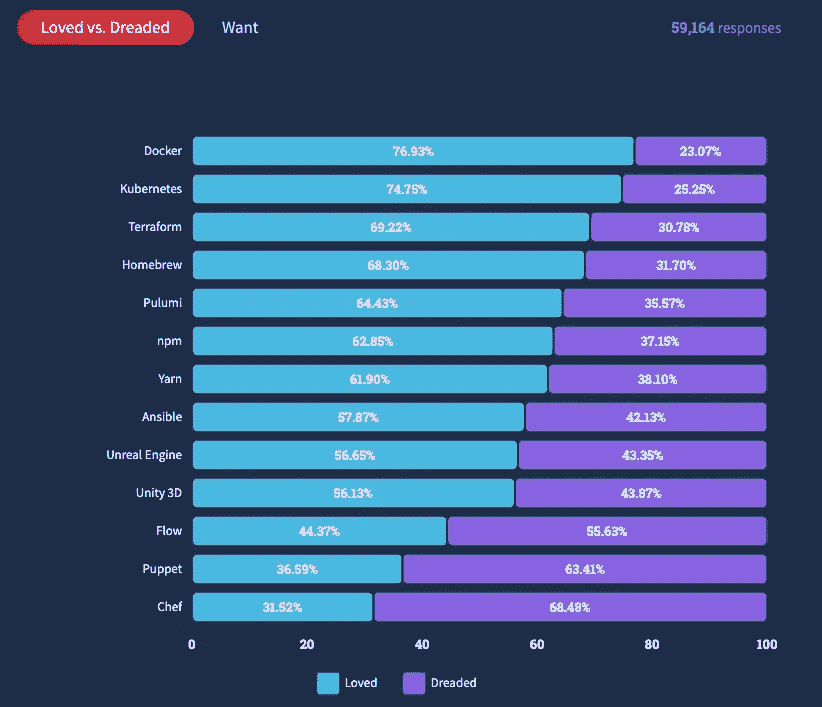 Loved vs. Dreaded Want 59,164 responses
Docker 76.93% 23.07%
Kubernetes 74.75% 25.25%
Terraform 69.22% 30.78%
Homebrew 68.30% 31.70%
Pulumi 64.43% 35.57%
npm 62.85% 37.15%
Yarn 61.90% 38.10%
Ansible 57.87% 42.13%
Unreal Engine 56.65% 43.35%
Unity 3D 56.13% 43.87%
Flow 44.37% 55.63%
Puppet 36.59% 63.41%
Chef 31.52% 68.48%
0 20 40 60 80 100
Loved Dreaded